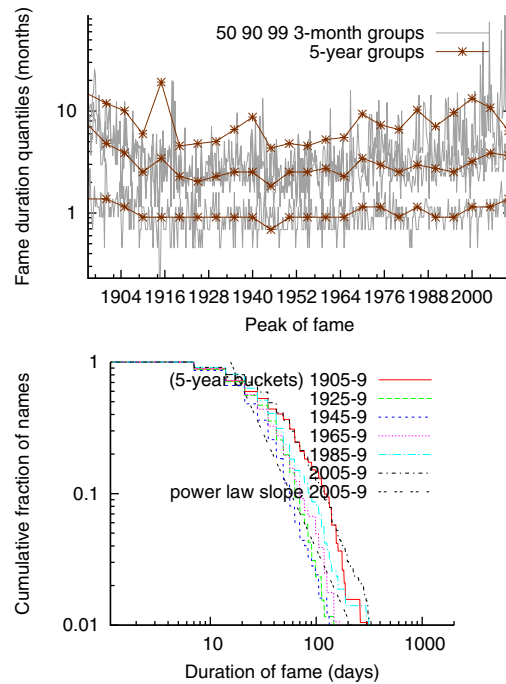 Fame duration quantiles (months)
50 90 99 3-month groups
5-year groups
10
1
1904 1916 1928 1940 1952 1964 1976 1988 2000
Peak of fame
Cumulative fraction of names
1
0.1
0.01
(5-year buckets) 1905-9
1925-9
1945-9
1965-9
1985-9
2005-9
power law slope 2005-9
10 100 1000
Duration of fame (days)